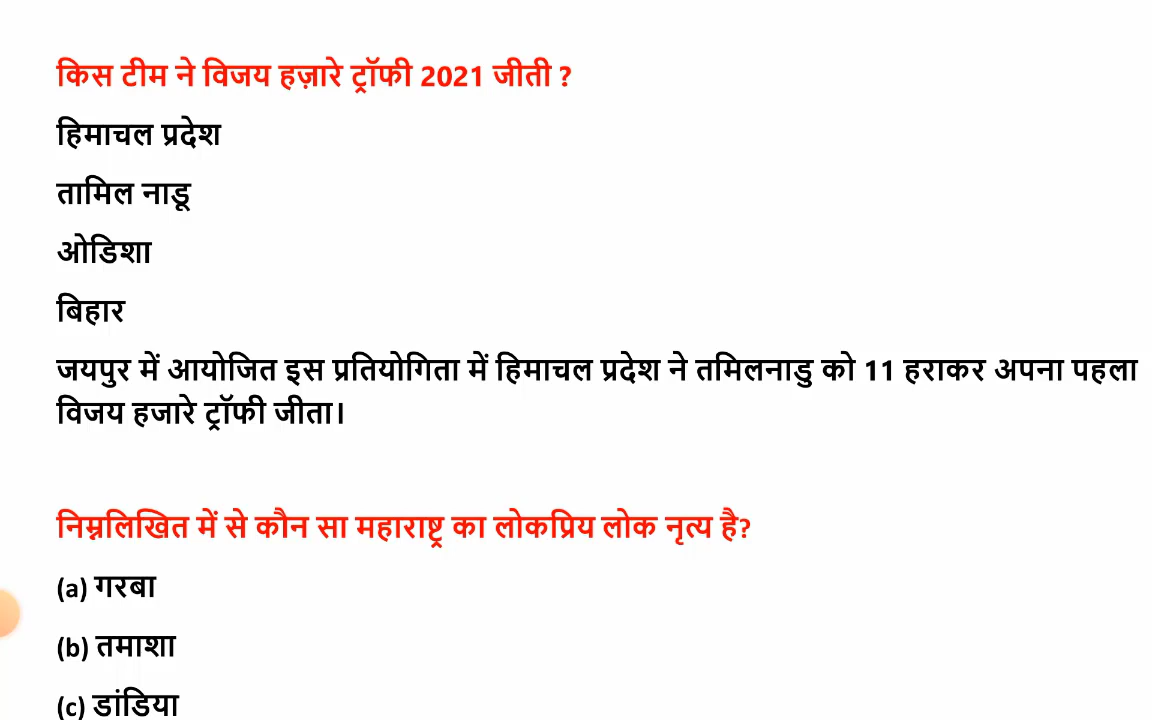 किस टीम ने विजय हज़ारे ट्रॉफी 2021 जीती ?
हिमाचल प्रदेश
तामिल नाडू
ओडिशा
बिहार
जयपुर में आयोजित इस प्रतियोगिता में हिमाचल प्रदेश ने तमिलनाडु को 11 हराकर अपना पहला
विजय हजारे ट्रॉफी जीता।
निम्नलिखित में से कौन सा महाराष्ट्र का लोकप्रिय लोक नृत्य है?
(a) गरबा
(b) तमाशा
(c) डांडिया